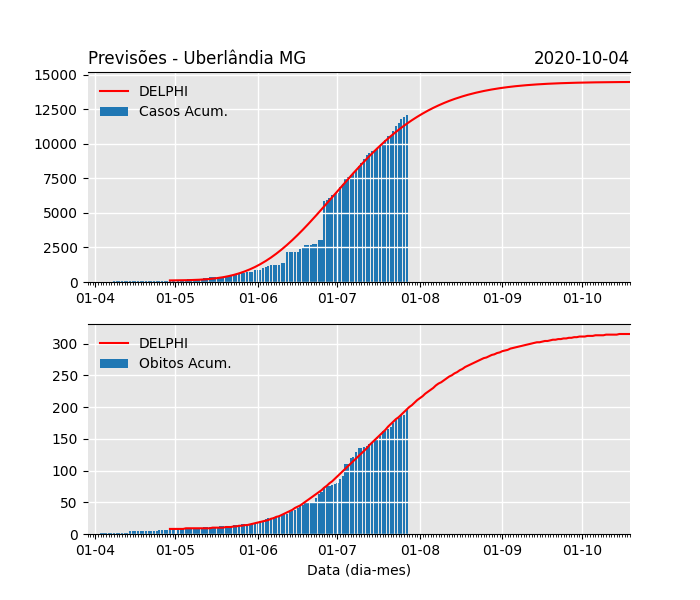 Previsões - Uberlândia MG 2020-10-04
15000
12500
10000
7500
5000
2500
0
DELPHI
Casos Acum.
01-04 01-05 01-06 01-07 01-08 01-09 01-10
300
250
200
150
100
50
0
DELPHI
Obitos Acum.
01-04 01-05 01-06 01-07 01-08 01-09 01-10
Data (dia-mes)